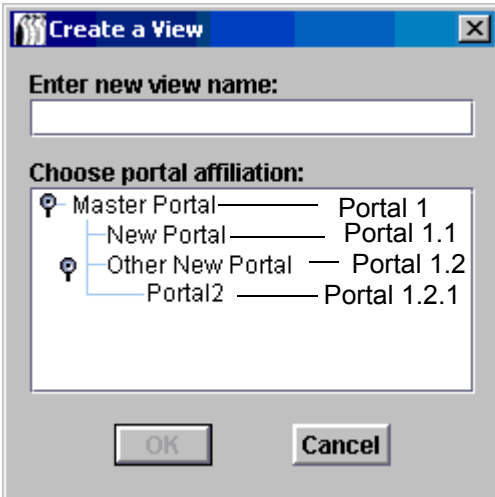 Create a View
Enter new view name:
Choose portal affiliation:
Master Portal Portal 1
New Portal Portal 1.1
Other New Portal Portal 1.2
Portal2 Portal 1.2.1
OK Cancel